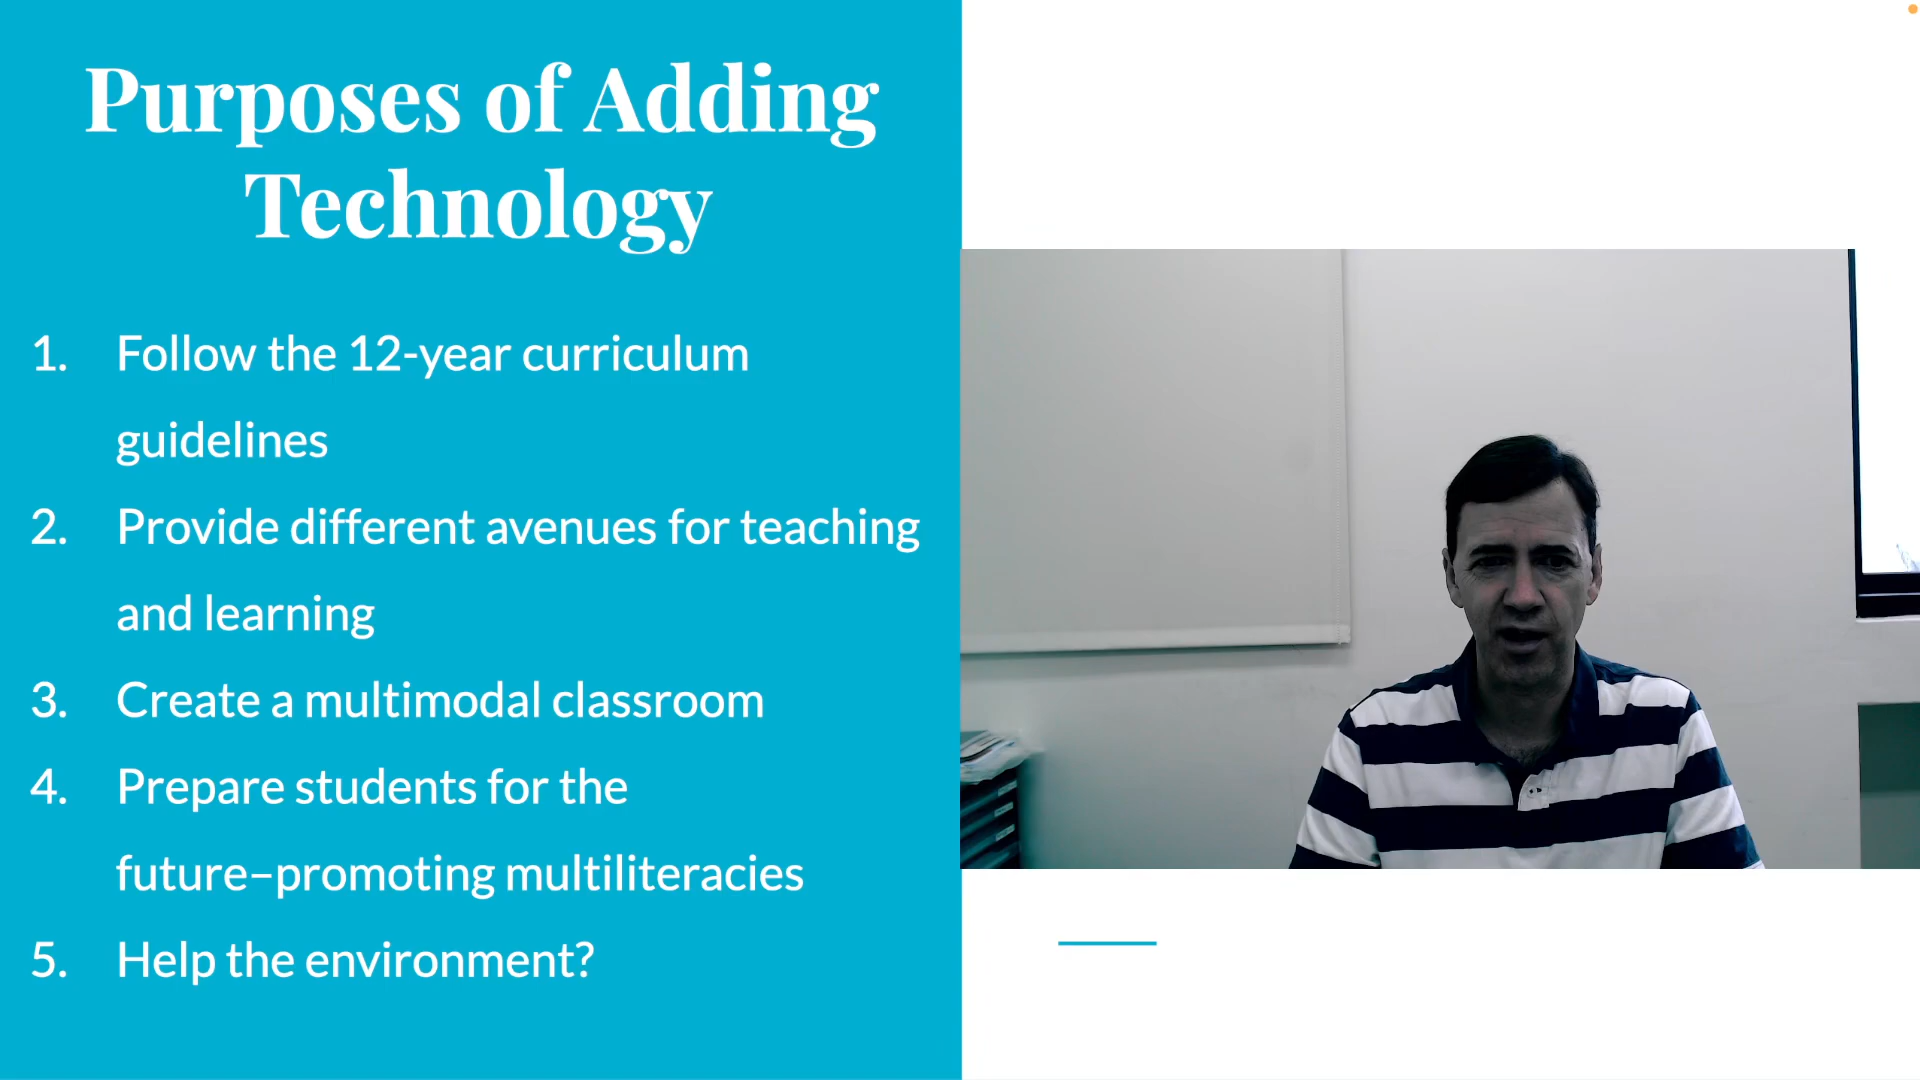 Purposes of Adding
Technology
1. Follow the 12-year curriculum
guidelines
2. Provide different avenues for teaching
and learning
3. Create a multimodal classroom
4. Prepare students for the
future–promoting multiliteracies
5. Help the environment?